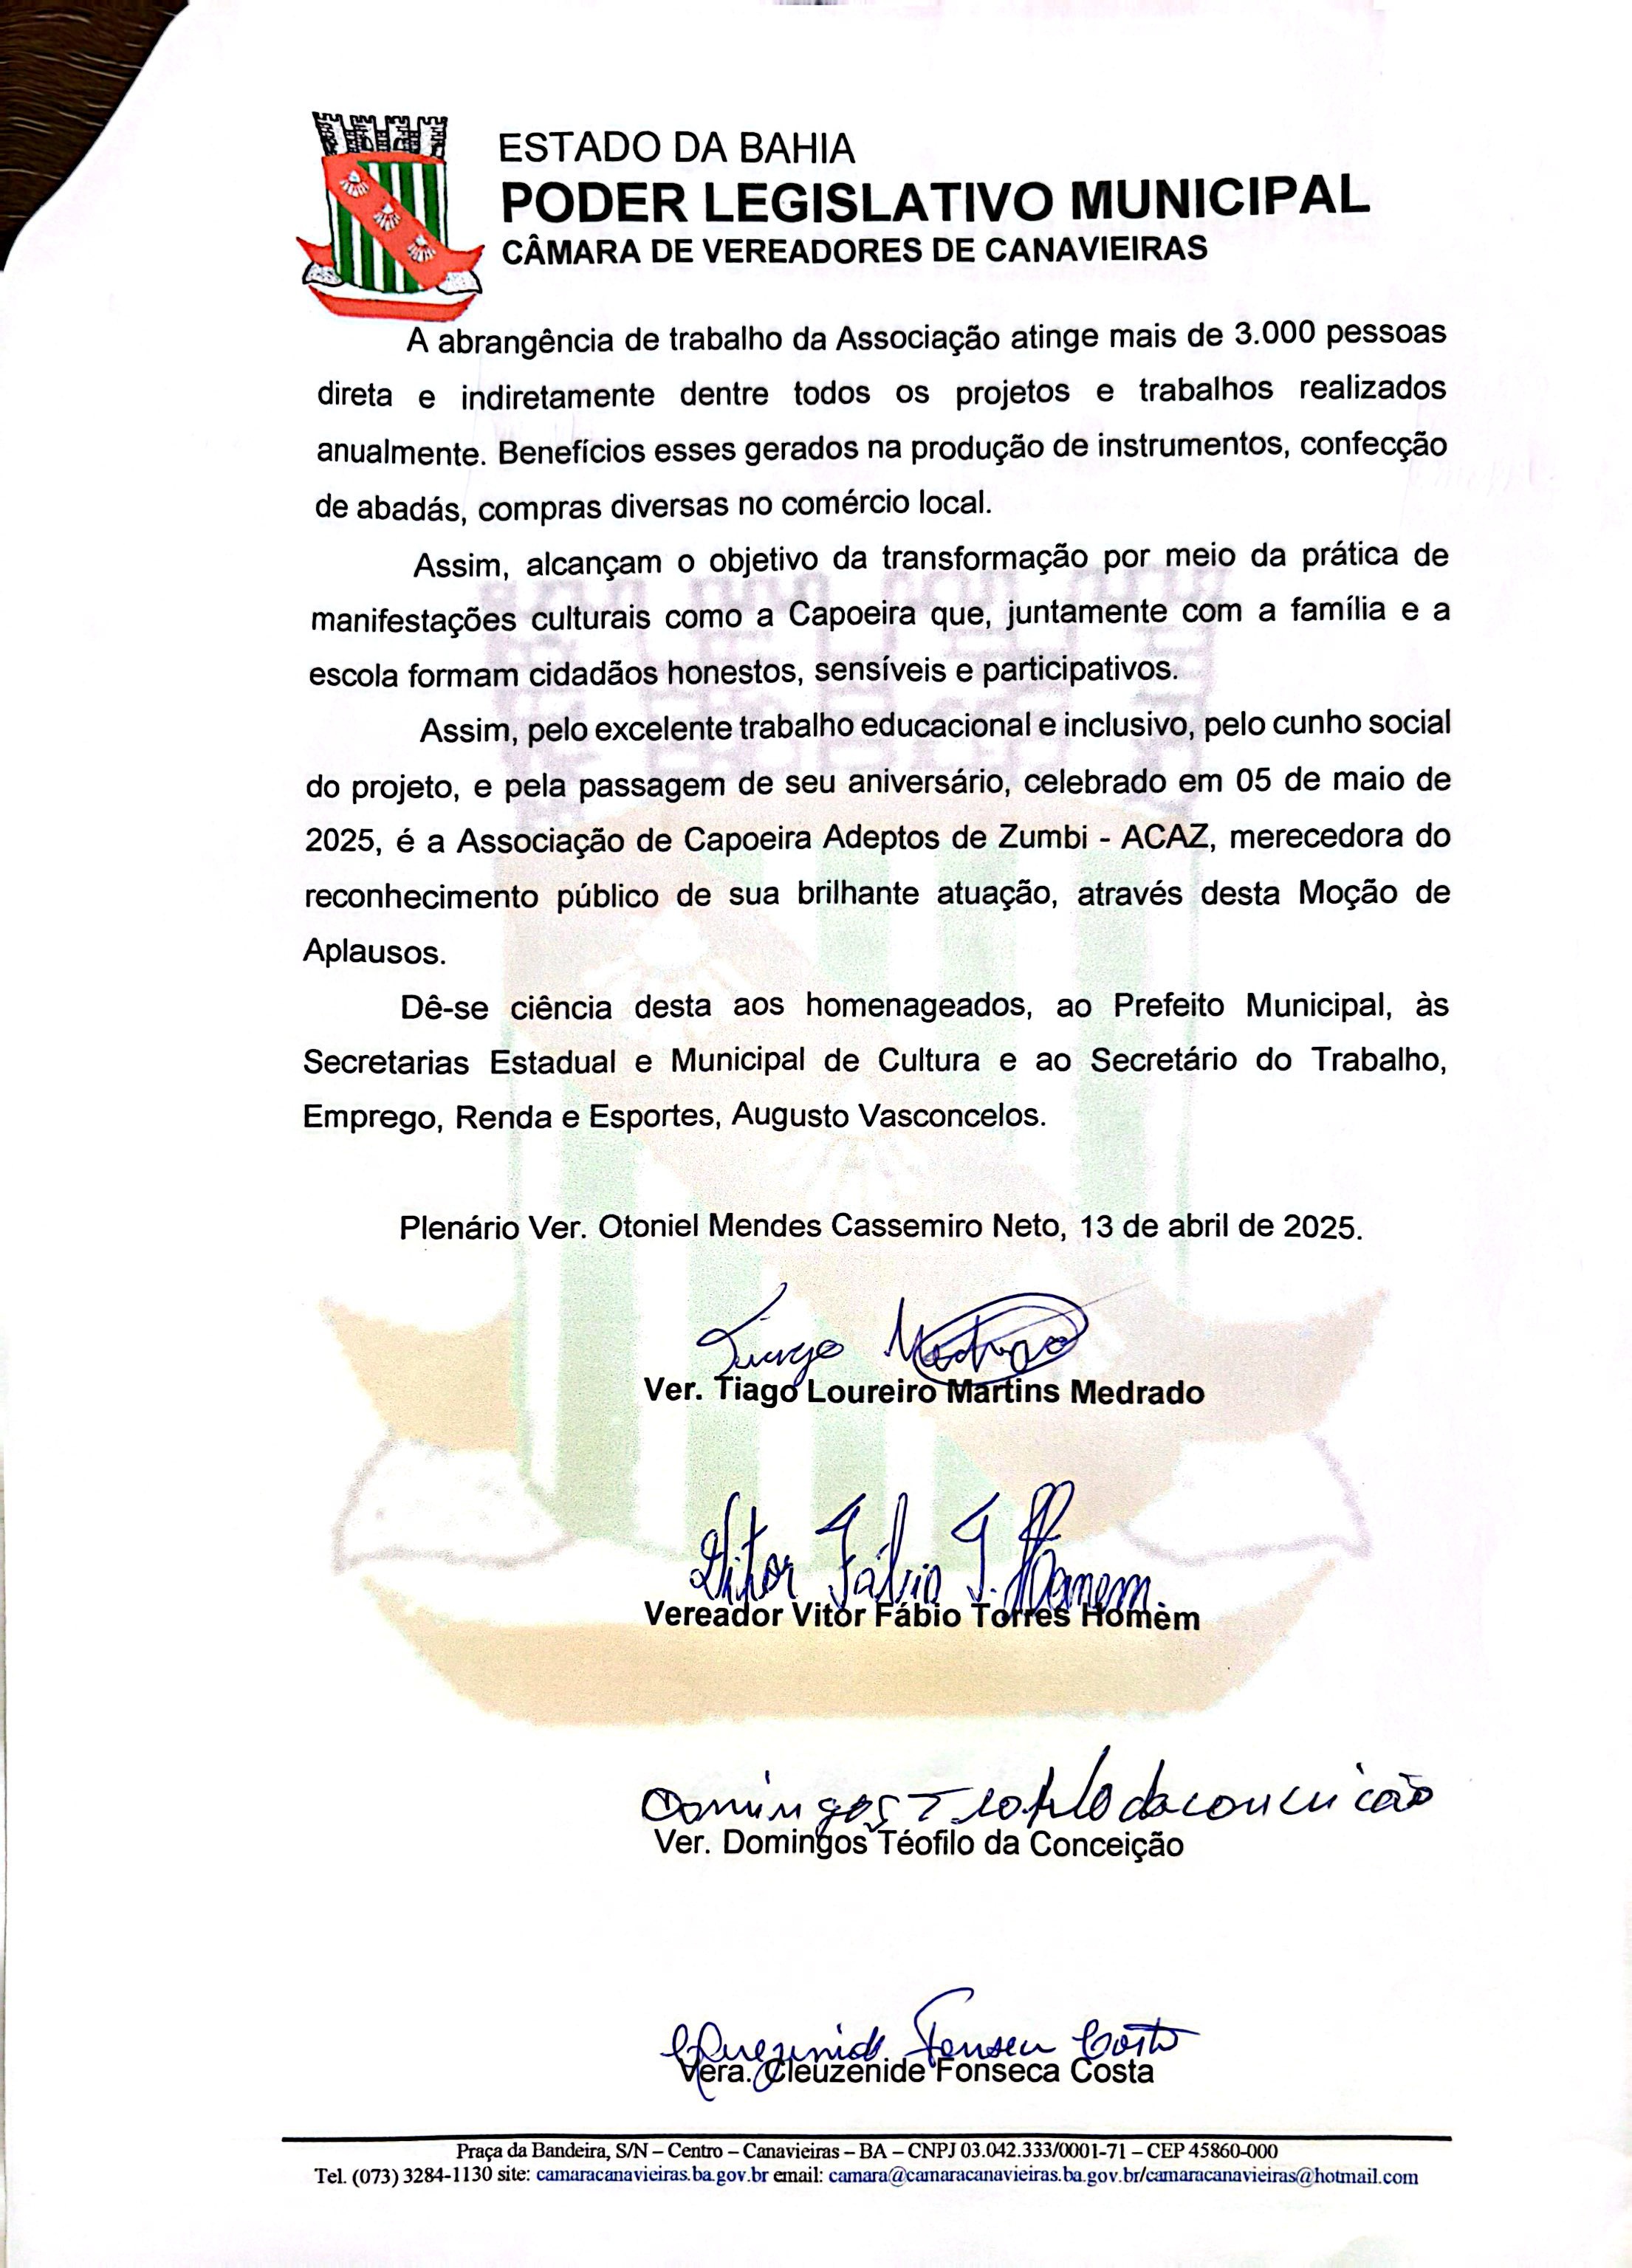 ESTADO DA BAHIA
PODER LEGISLATIVO MUNICIPAL
CÂMARA DE VEREADORES DE CANAVIEIRAS
A abrangência de trabalho da Associação atinge mais de 3.000 pessoas
direta e indiretamente dentre todos os projetos e trabalhos realizados
anualmente. Benefícios esses gerados na produção de instrumentos, confecção
de abadás, compras diversas no comércio local.
Assim, alcançam o objetivo da transformação por meio da prática de
manifestações culturais como a Capoeira que, juntamente com a família e a
escola formam cidadãos honestos, sensíveis e participativos.
Assim, pelo excelente trabalho educacional e inclusivo, pelo cunho social
do projeto, e pela passagem de seu aniversário, celebrado em 05 de maio de
2025, é a Associação de Capoeira Adeptos de Zumbi - ACAZ, merecedora do
reconhecimento público de sua brilhante atuação, através desta Moção de
Aplausos.
Dê-se ciência desta aos homenageados, ao Prefeito Municipal, às
Secretarias Estadual e Municipal de Cultura e ao Secretário do Trabalho,
Emprego, Renda e Esportes, Augusto Vasconcelos.
Plenário Ver. Otoniel Mendes Cassemiro Neto, 13 de abril de 2025.
Tiago Medrado
Ver. Tiago Loureiro Martins Medrado
Vitor Fábio T. Homem
Vereador Vitor Fábio Torres Homem
Domingos Teofilo da conceicão
Ver. Domingos Téofilo da Conceição
Cleuzenide Fonseca Costa
Vera. Cleuzenide Fonseca Costa
Praça da Bandeira, S/N – Centro – Canavieiras – BA – CNPJ 03.042.333/0001-71 – CEP 45860-000
Tel. (073) 3284-1130 site: camaracanavieiras.ba.gov.br email: camara@camaracanavieiras.ba.gov.br/camaracanavieiras@hotmail.com